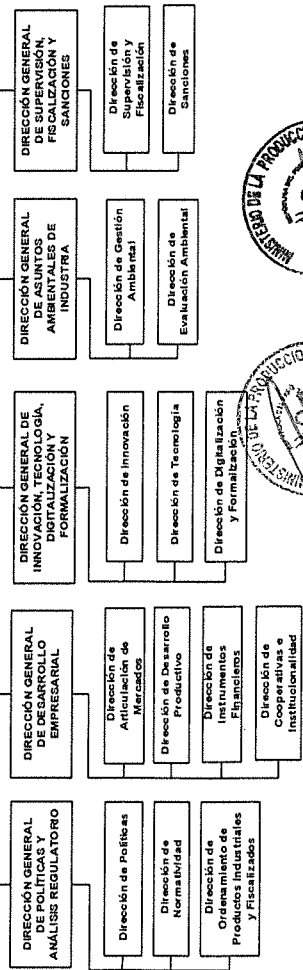 DIRECCIÓN GENERAL
DE POLÍTICAS Y
ANÁLISIS REGULATORIO
Dirección de Políticas
Dirección de
Normatividad
Dirección de
Ordenamiento de
Productos Industriales
y Fiscalizados
DIRECCIÓN GENERAL
DE DESARROLLO
EMPRESARIAL
Dirección de
Articulación de
Mercados
Dirección de Desarrollo
Productivo
Dirección de
Instrumentos
Financieros
Dirección de
Cooperativas e
Institucionalidad
DIRECCIÓN GENERAL DE
INNOVACIÓN, TECNOLOGÍA,
DIGITALIZACIÓN Y
FORMALIZACIÓN
Dirección de Innovación
Dirección de Tecnología
Dirección de Digitalización
y Formalización
DIRECCIÓN GENERAL
DE ASUNTOS
AMBIENTALES DE
INDUSTRIA
Dirección de Gestión
Ambiental
Dirección de
Evaluación Ambiental
DIRECCIÓN GENERAL
DE SUPERVISIÓN,
FISCALIZACIÓN Y
SANCIONES
Dirección de
Supervisión y
Fiscalización
Dirección de
Sanciones
MINISTERIO DE LA PRODUCCIÓN
MINISTERIO DE LA PRODUCCIÓN